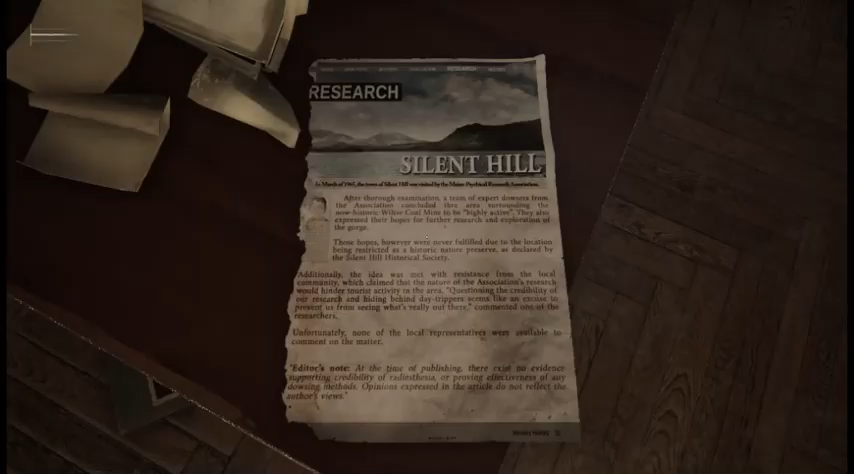 RESEARCH
RESEARCH
SILENT HILL
In March of 1965, the town of Silent Hill was visited by the Maine Psychical Research Association.
After thorough examination, a team of expert dowsers from
the Association concluded this area surrounding the
now-historic Wiltse Coal Mine to be "highly active". They also
expressed their hopes for further research and exploration of
the gorge.
Those hopes, however were never fulfilled due to the location
being restricted as a historic nature preserve, as declared by
the Silent Hill Historical Society.
Additionally, the idea was met with resistance from the local
community, which claimed that the nature of the Association's research
would hinder tourist activity in the area. "Questioning the credibility of
our research and hiding behind day-trippers seems like an excuse to
prevent us from seeing what's really out there." commented one of the
researchers.
Unfortunately, none of the local representatives were available to
comment on the matter.
"Editor's note: At the time of publishing, there exist no evidence
supporting credibility of radiesthesia, or proving effectiveness of any
dowsing methods. Opinions expressed in the article do not reflect the
author's views."